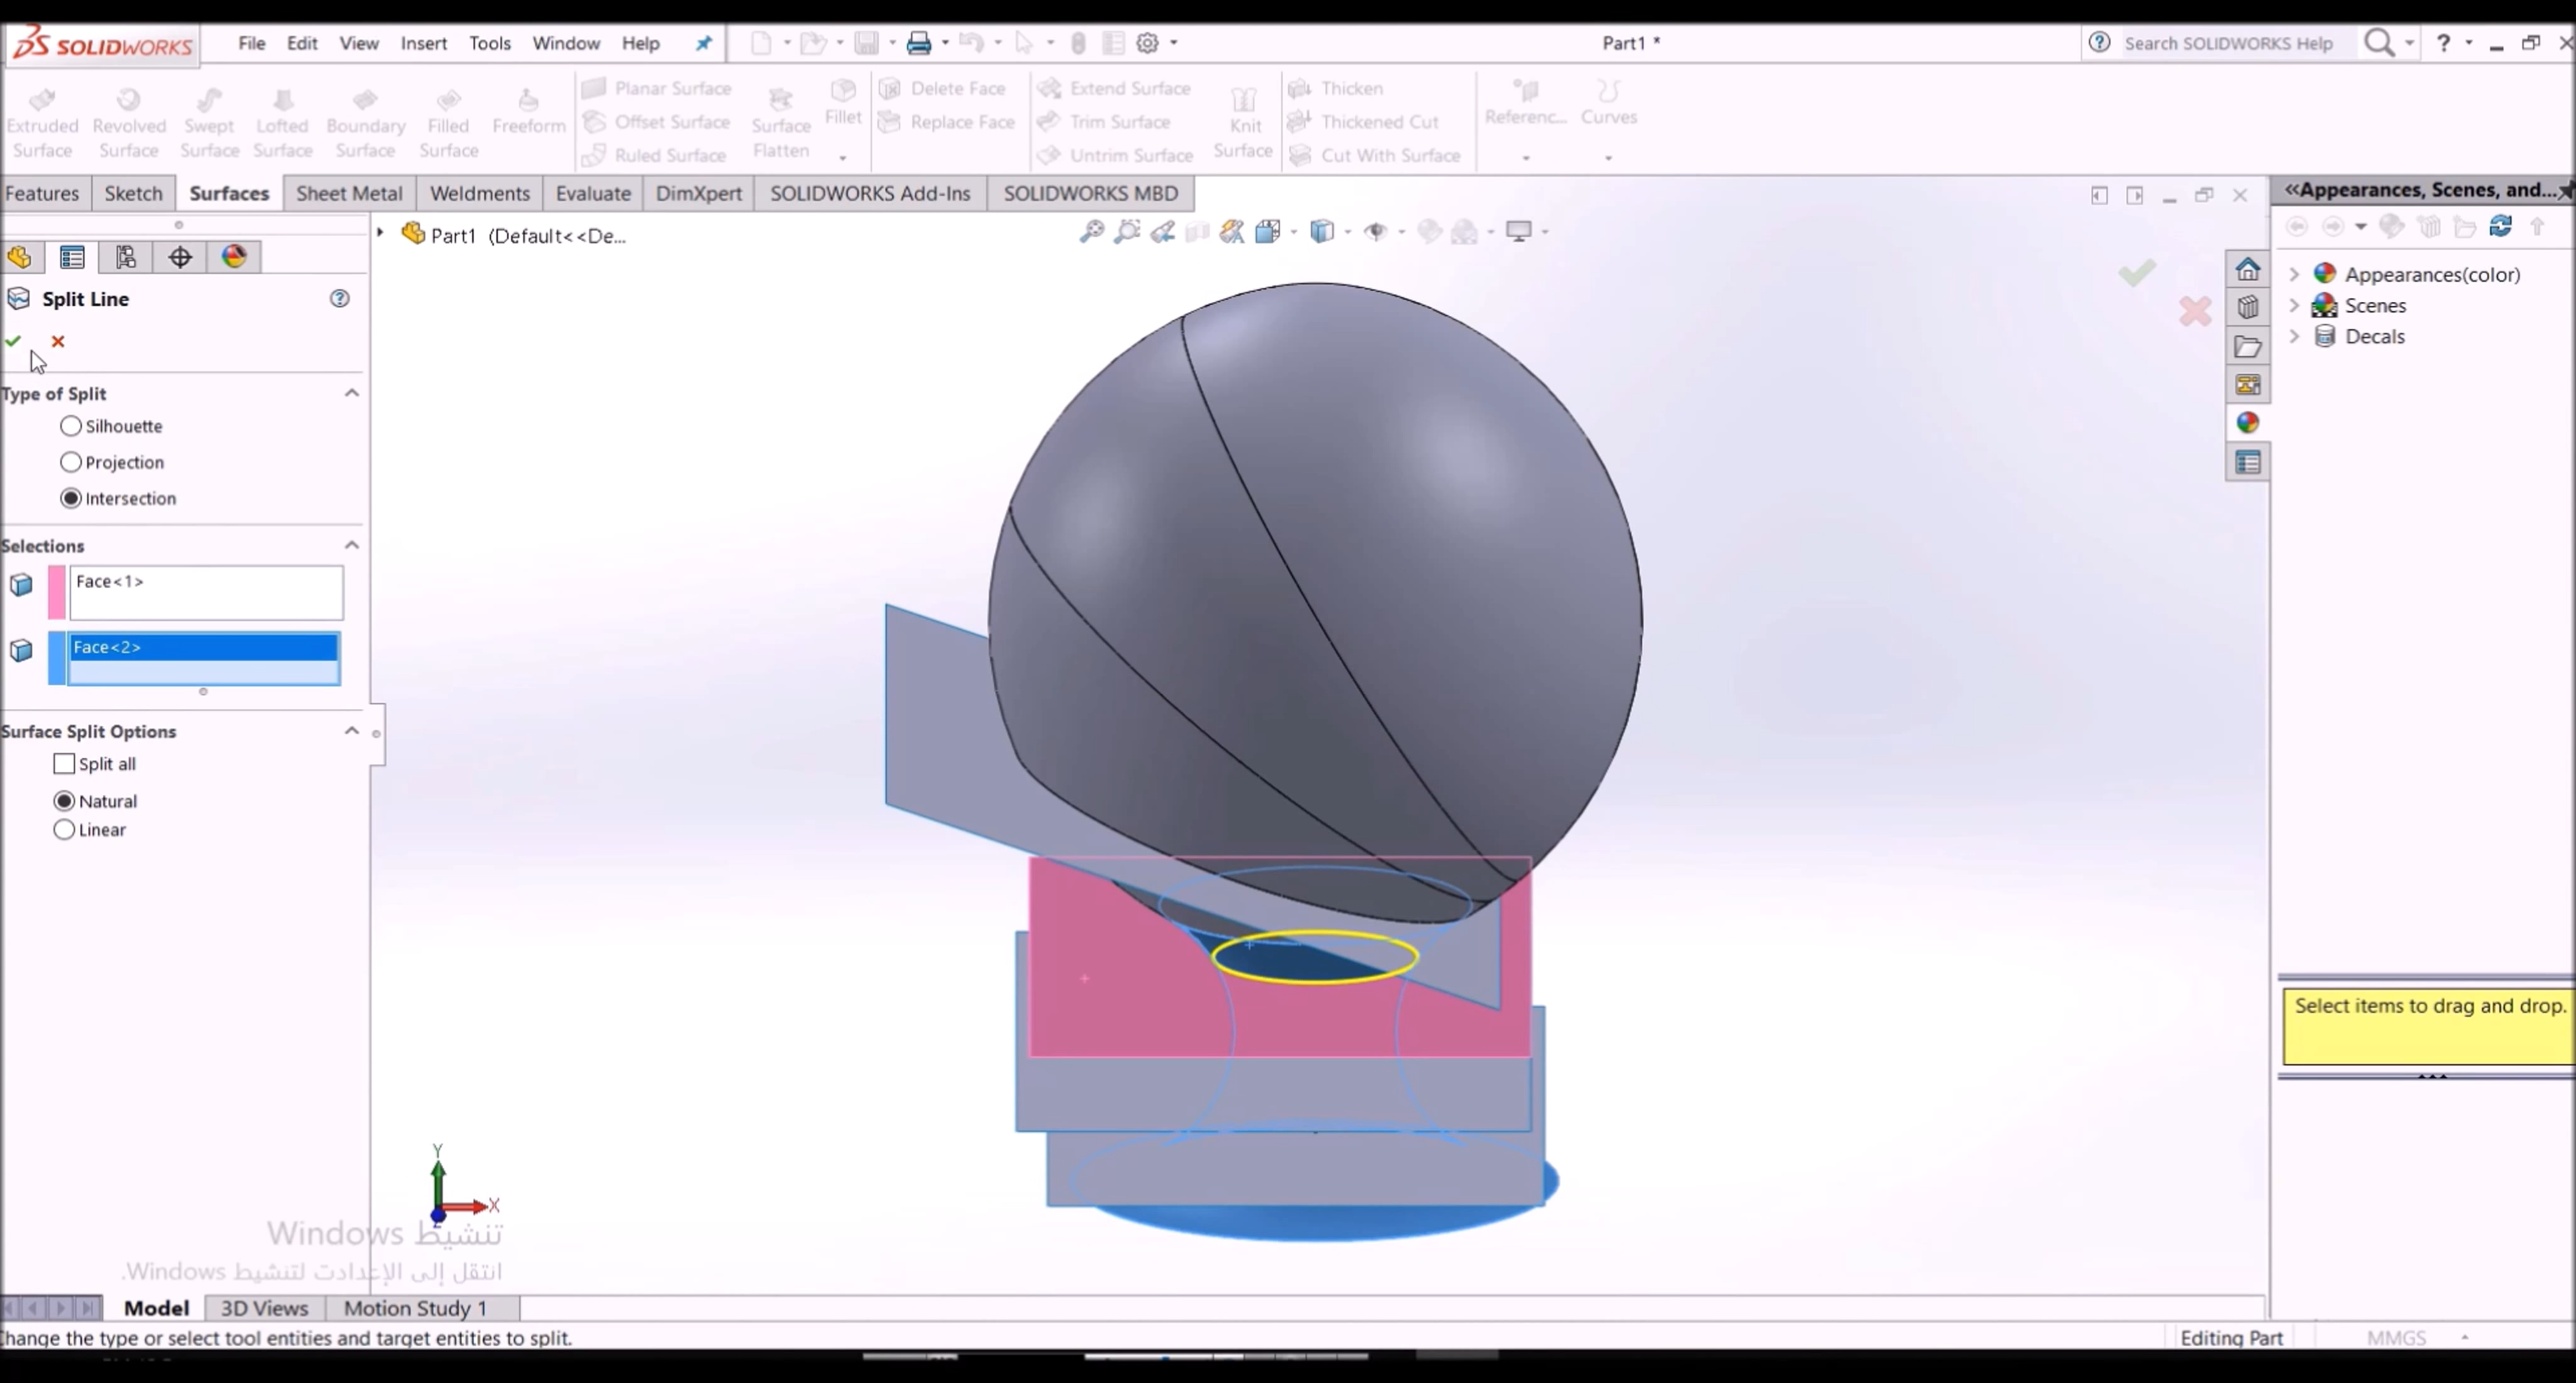 SOLIDWORKS File Edit View Insert Tools Window Help Part1 * Search SOLIDWORKS Help ?
Extruded Surface Revolved Surface Swept Surface Lofted Surface Boundary Surface Filled Surface Freeform
Planar Surface
Offset Surface
Ruled Surface
Surface Flatten
Fillet
Delete Face
Replace Face
Extend Surface
Trim Surface
Untrim Surface
Knit Surface
Thicken
Thickened Cut
Cut With Surface
Referenc...
Curves
Features Sketch Surfaces Sheet Metal Weldments Evaluate DimXpert SOLIDWORKS Add-Ins SOLIDWORKS MBD
Part1 (Default<<De...
Split Line
Type of Split
Silhouette
Projection
Intersection
Selections
Face<1>
Face<2>
Surface Split Options
Split all
Natural
Linear
Y
X
Z
تنشيط Windows
انتقل إلى الإعدادت لتنشيط Windows.
«Appearances, Scenes, and...
Appearances(color)
Scenes
Decals
Select items to drag and drop.
Model 3D Views Motion Study 1
hange the type or select tool entities and target entities to split.
Editing Part MMGS